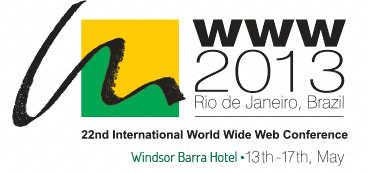 WWW
2013
Rio de Janeiro, Brazil
22nd International World Wide Web Conference
Windsor Barra Hotel • 13th-17th, May